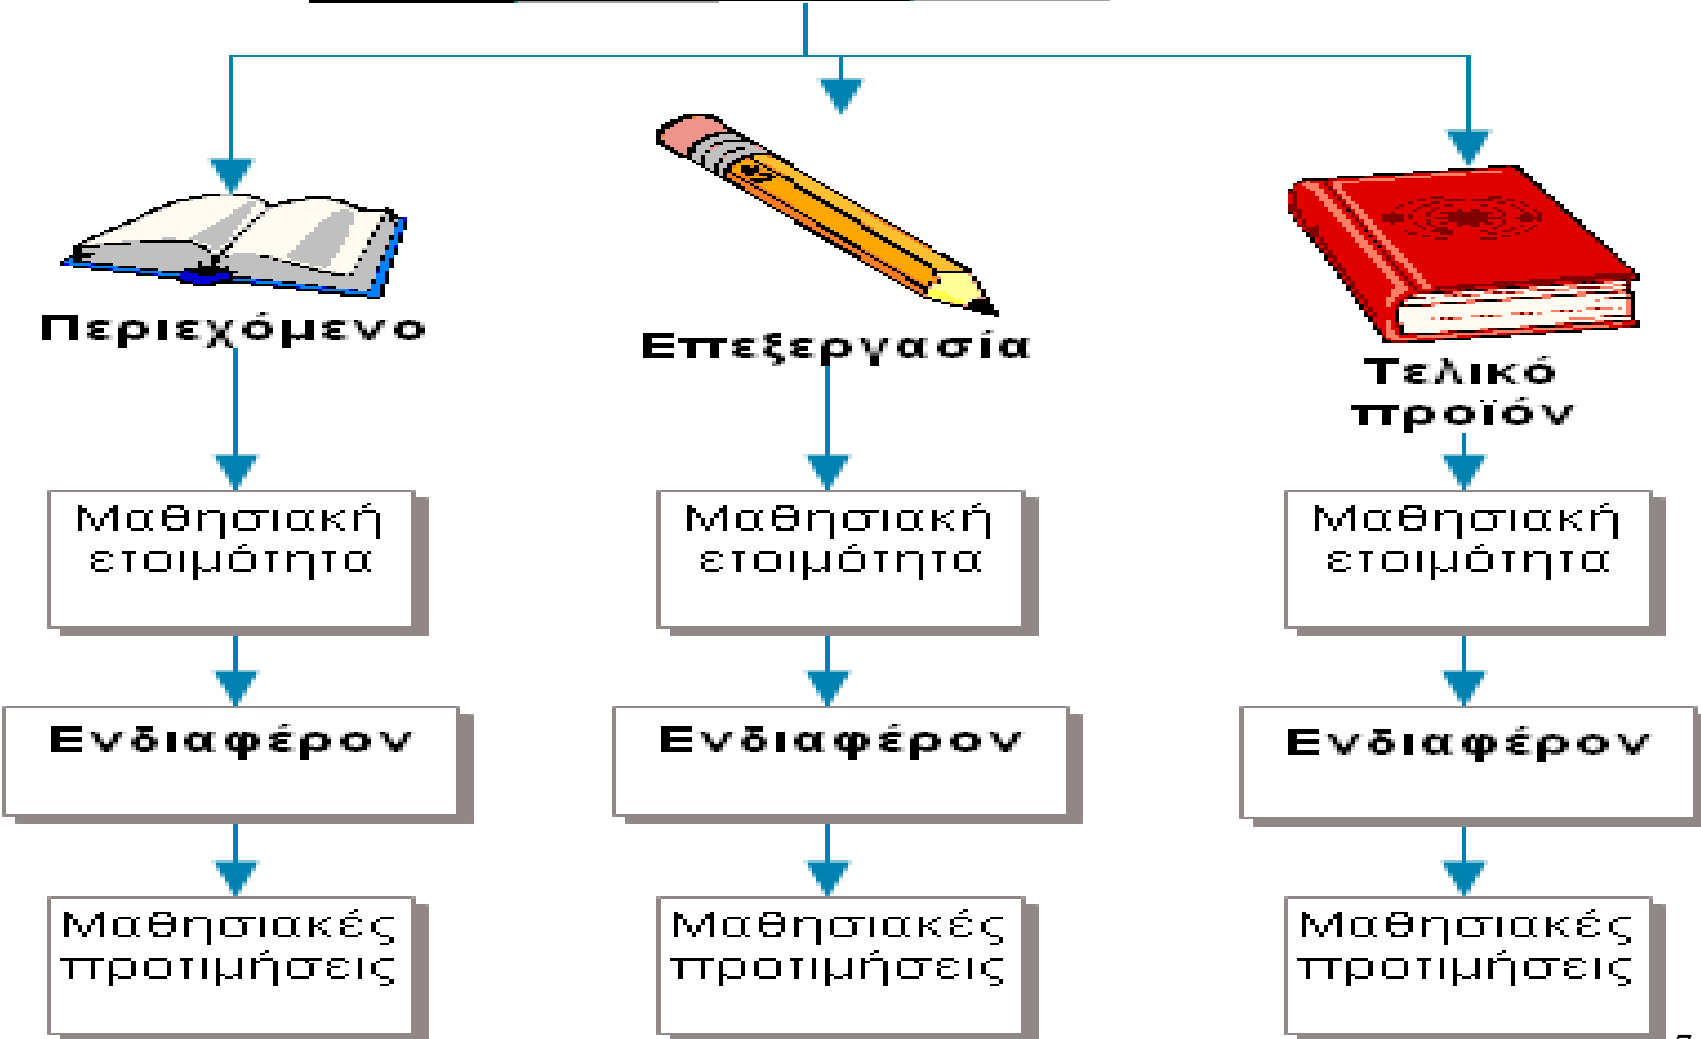 Περιεχόμενο
Επεξεργασία
Τελικό
προϊόν
Μαθησιακή
ετοιμότητα
Μαθησιακή
ετοιμότητα
Μαθησιακή
ετοιμότητα
Ενδιαφέρον
Ενδιαφέρον
Ενδιαφέρον
Μαθησιακές
προτιμήσεις
Μαθησιακές
προτιμήσεις
Μαθησιακές
προτιμήσεις